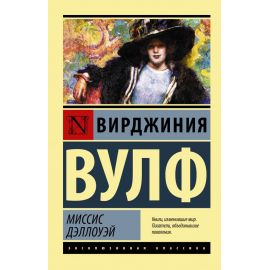 N ВИРДЖИНИЯ
ВУЛФ
МИССИС
ДЭЛЛОУЭЙ
Книги, изменившие мир.
Писатели, объединившие
поколения.
ЭКСКЛЮЗИВНАЯ КЛАССИКА